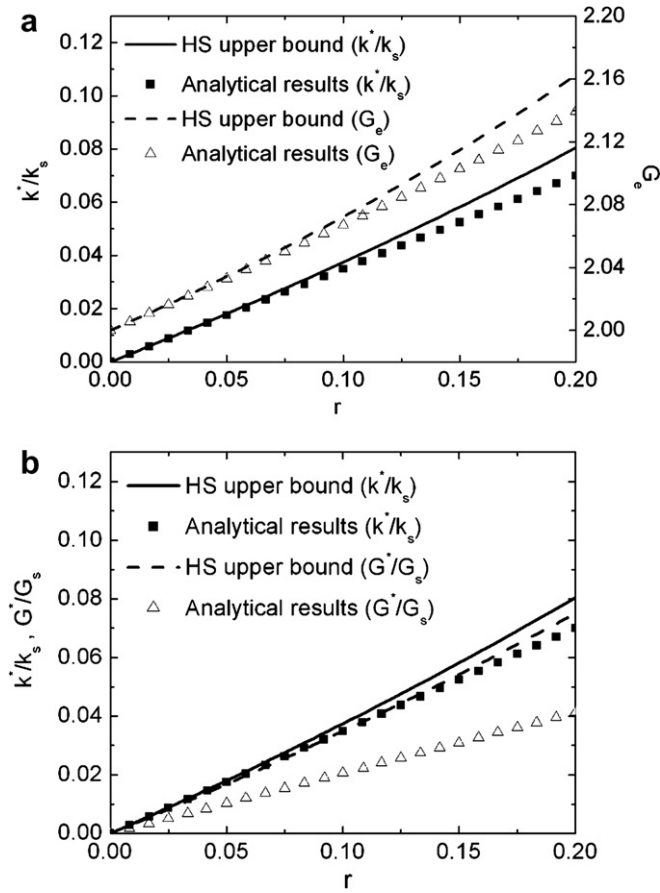 a
HS upper bound (k*/ks)
Analytical results (k*/ks)
HS upper bound (Ge)
Analytical results (Ge)
0.12
0.10
0.08
0.06
0.04
0.02
0.00
k*/ks
2.20
2.16
2.12
2.08
2.04
2.00
Ge
0.00 0.05 0.10 0.15 0.20
r
b
HS upper bound (k*/ks)
Analytical results (k*/ks)
HS upper bound (G*/Gs)
Analytical results (G*/Gs)
0.12
0.10
0.08
0.06
0.04
0.02
0.00
k*/ks , G*/Gs
0.00 0.05 0.10 0.15 0.20
r